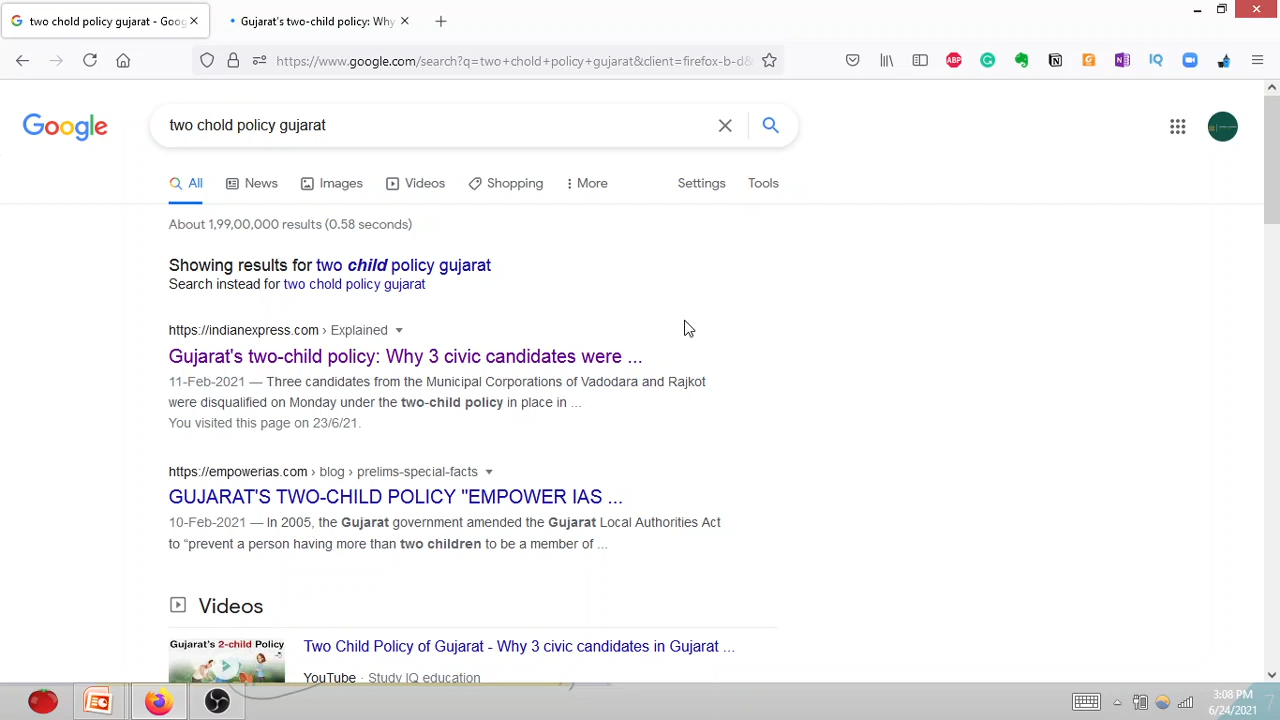 two chold policy gujarat - Goog
Gujarat's two-child policy: Why
https://www.google.com/search?q=two+chold+policy+gujarat&client=firefox-b-d&
ABP
IQ
Google
two chold policy gujarat
All
News
Images
Videos
Shopping
More
Settings
Tools
About 1,99,00,000 results (0.58 seconds)
Showing results for two child policy gujarat
Search instead for two chold policy gujarat
https://indianexpress.com › Explained
Gujarat's two-child policy: Why 3 civic candidates were ...
11-Feb-2021 — Three candidates from the Municipal Corporations of Vadodara and Rajkot
were disqualified on Monday under the two-child policy in place in ...
You visited this page on 23/6/21.
https://empowerias.com › blog › prelims-special-facts
GUJARAT'S TWO-CHILD POLICY "EMPOWER IAS ...
10-Feb-2021 — In 2005, the Gujarat government amended the Gujarat Local Authorities Act
to “prevent a person having more than two children to be a member of ...
Videos
Gujarat's 2-child Policy
Two Child Policy of Gujarat - Why 3 civic candidates in Gujarat ...
YouTube · Study IQ education
3:08 PM
6/24/2021
7